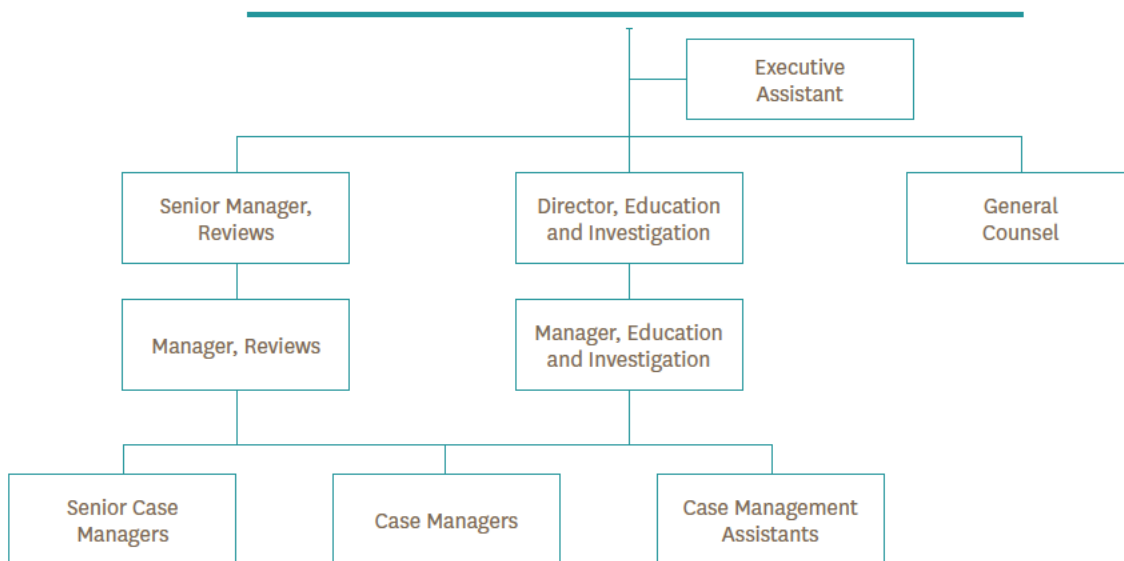 Executive
Assistant
Senior Manager,
Reviews
Director, Education
and Investigation
General
Counsel
Manager, Reviews
Manager, Education
and Investigation
Senior Case
Managers
Case Managers
Case Management
Assistants